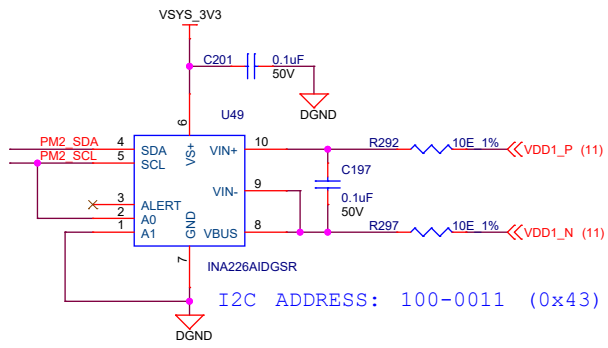 VSYS_3V3
C201 0.1uF
50V
DGND
U49
6
VS+
PM2_SDA 4 SDA VIN+ 10 R292 10E_1% VDD1_P (11)
PM2_SCL 5 SCL
C197
VIN- 9
0.1uF
50V
3 ALERT
2 A0
1 A1 GND VBUS 8 R297 10E_1% VDD1_N (11)
7
INA226AIDGSR
I2C ADDRESS: 100-0011 (0x43)
DGND